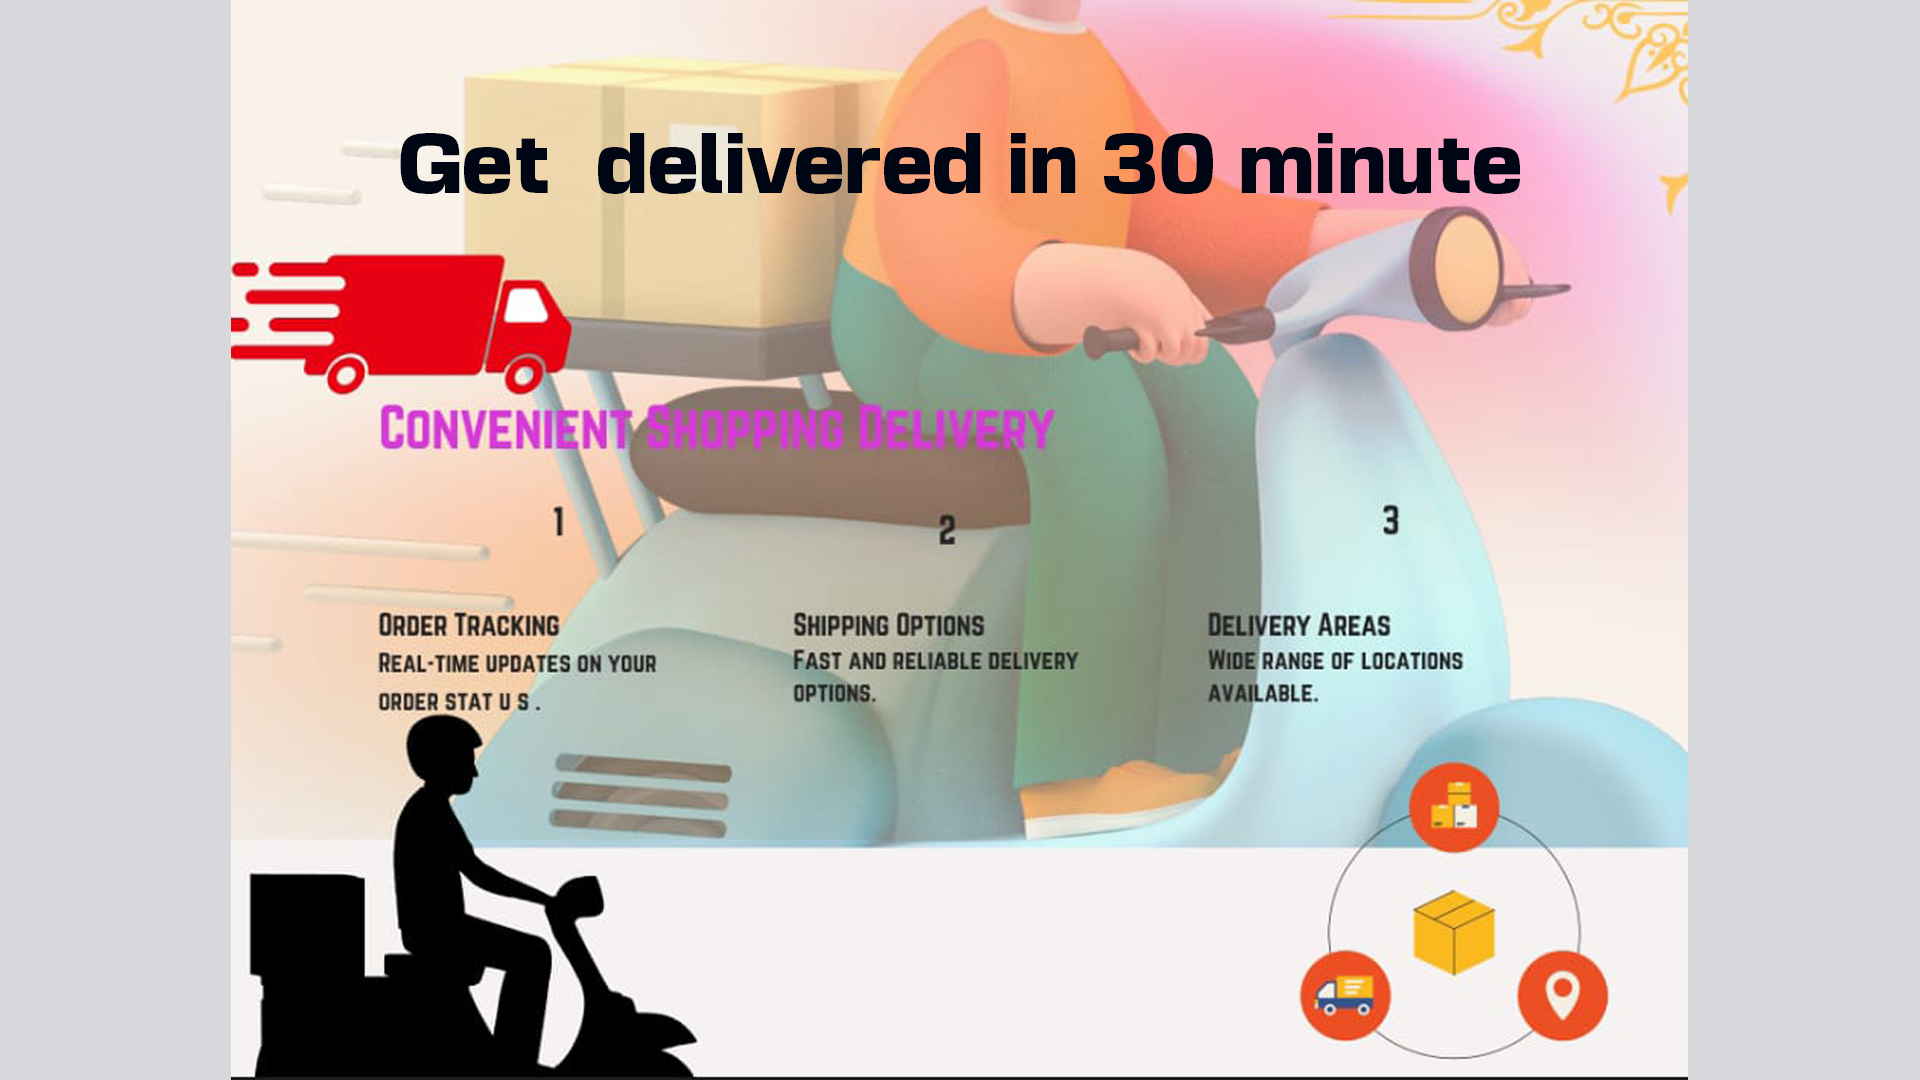 Get  delivered in 30 minute
Convenient Shopping Delivery
1
2
3
Order Tracking
Real-time updates on your
order stat u s .
Shipping Options
Fast and reliable delivery
options.
Delivery Areas
Wide range of locations
available.